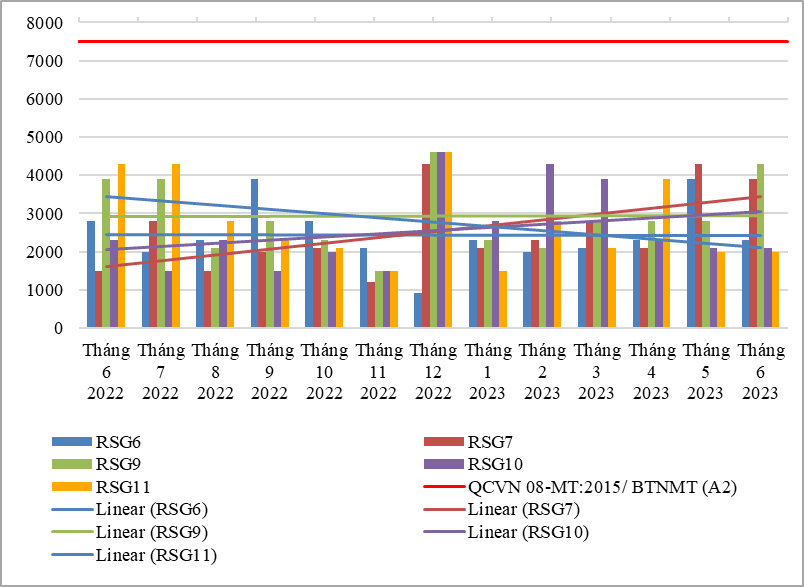 8000
7000
6000
5000
4000
3000
2000
1000
0
Tháng Tháng Tháng Tháng Tháng Tháng Tháng Tháng Tháng Tháng Tháng Tháng Tháng
6 7 8 9 10 11 12 1 2 3 4 5 6
2022 2022 2022 2022 2022 2022 2022 2023 2023 2023 2023 2023 2023
RSG6 RSG7
RSG9 RSG10
RSG11 QCVN 08-MT:2015/ BTNMT (A2)
Linear (RSG6) Linear (RSG7)
Linear (RSG9) Linear (RSG10)
Linear (RSG11)